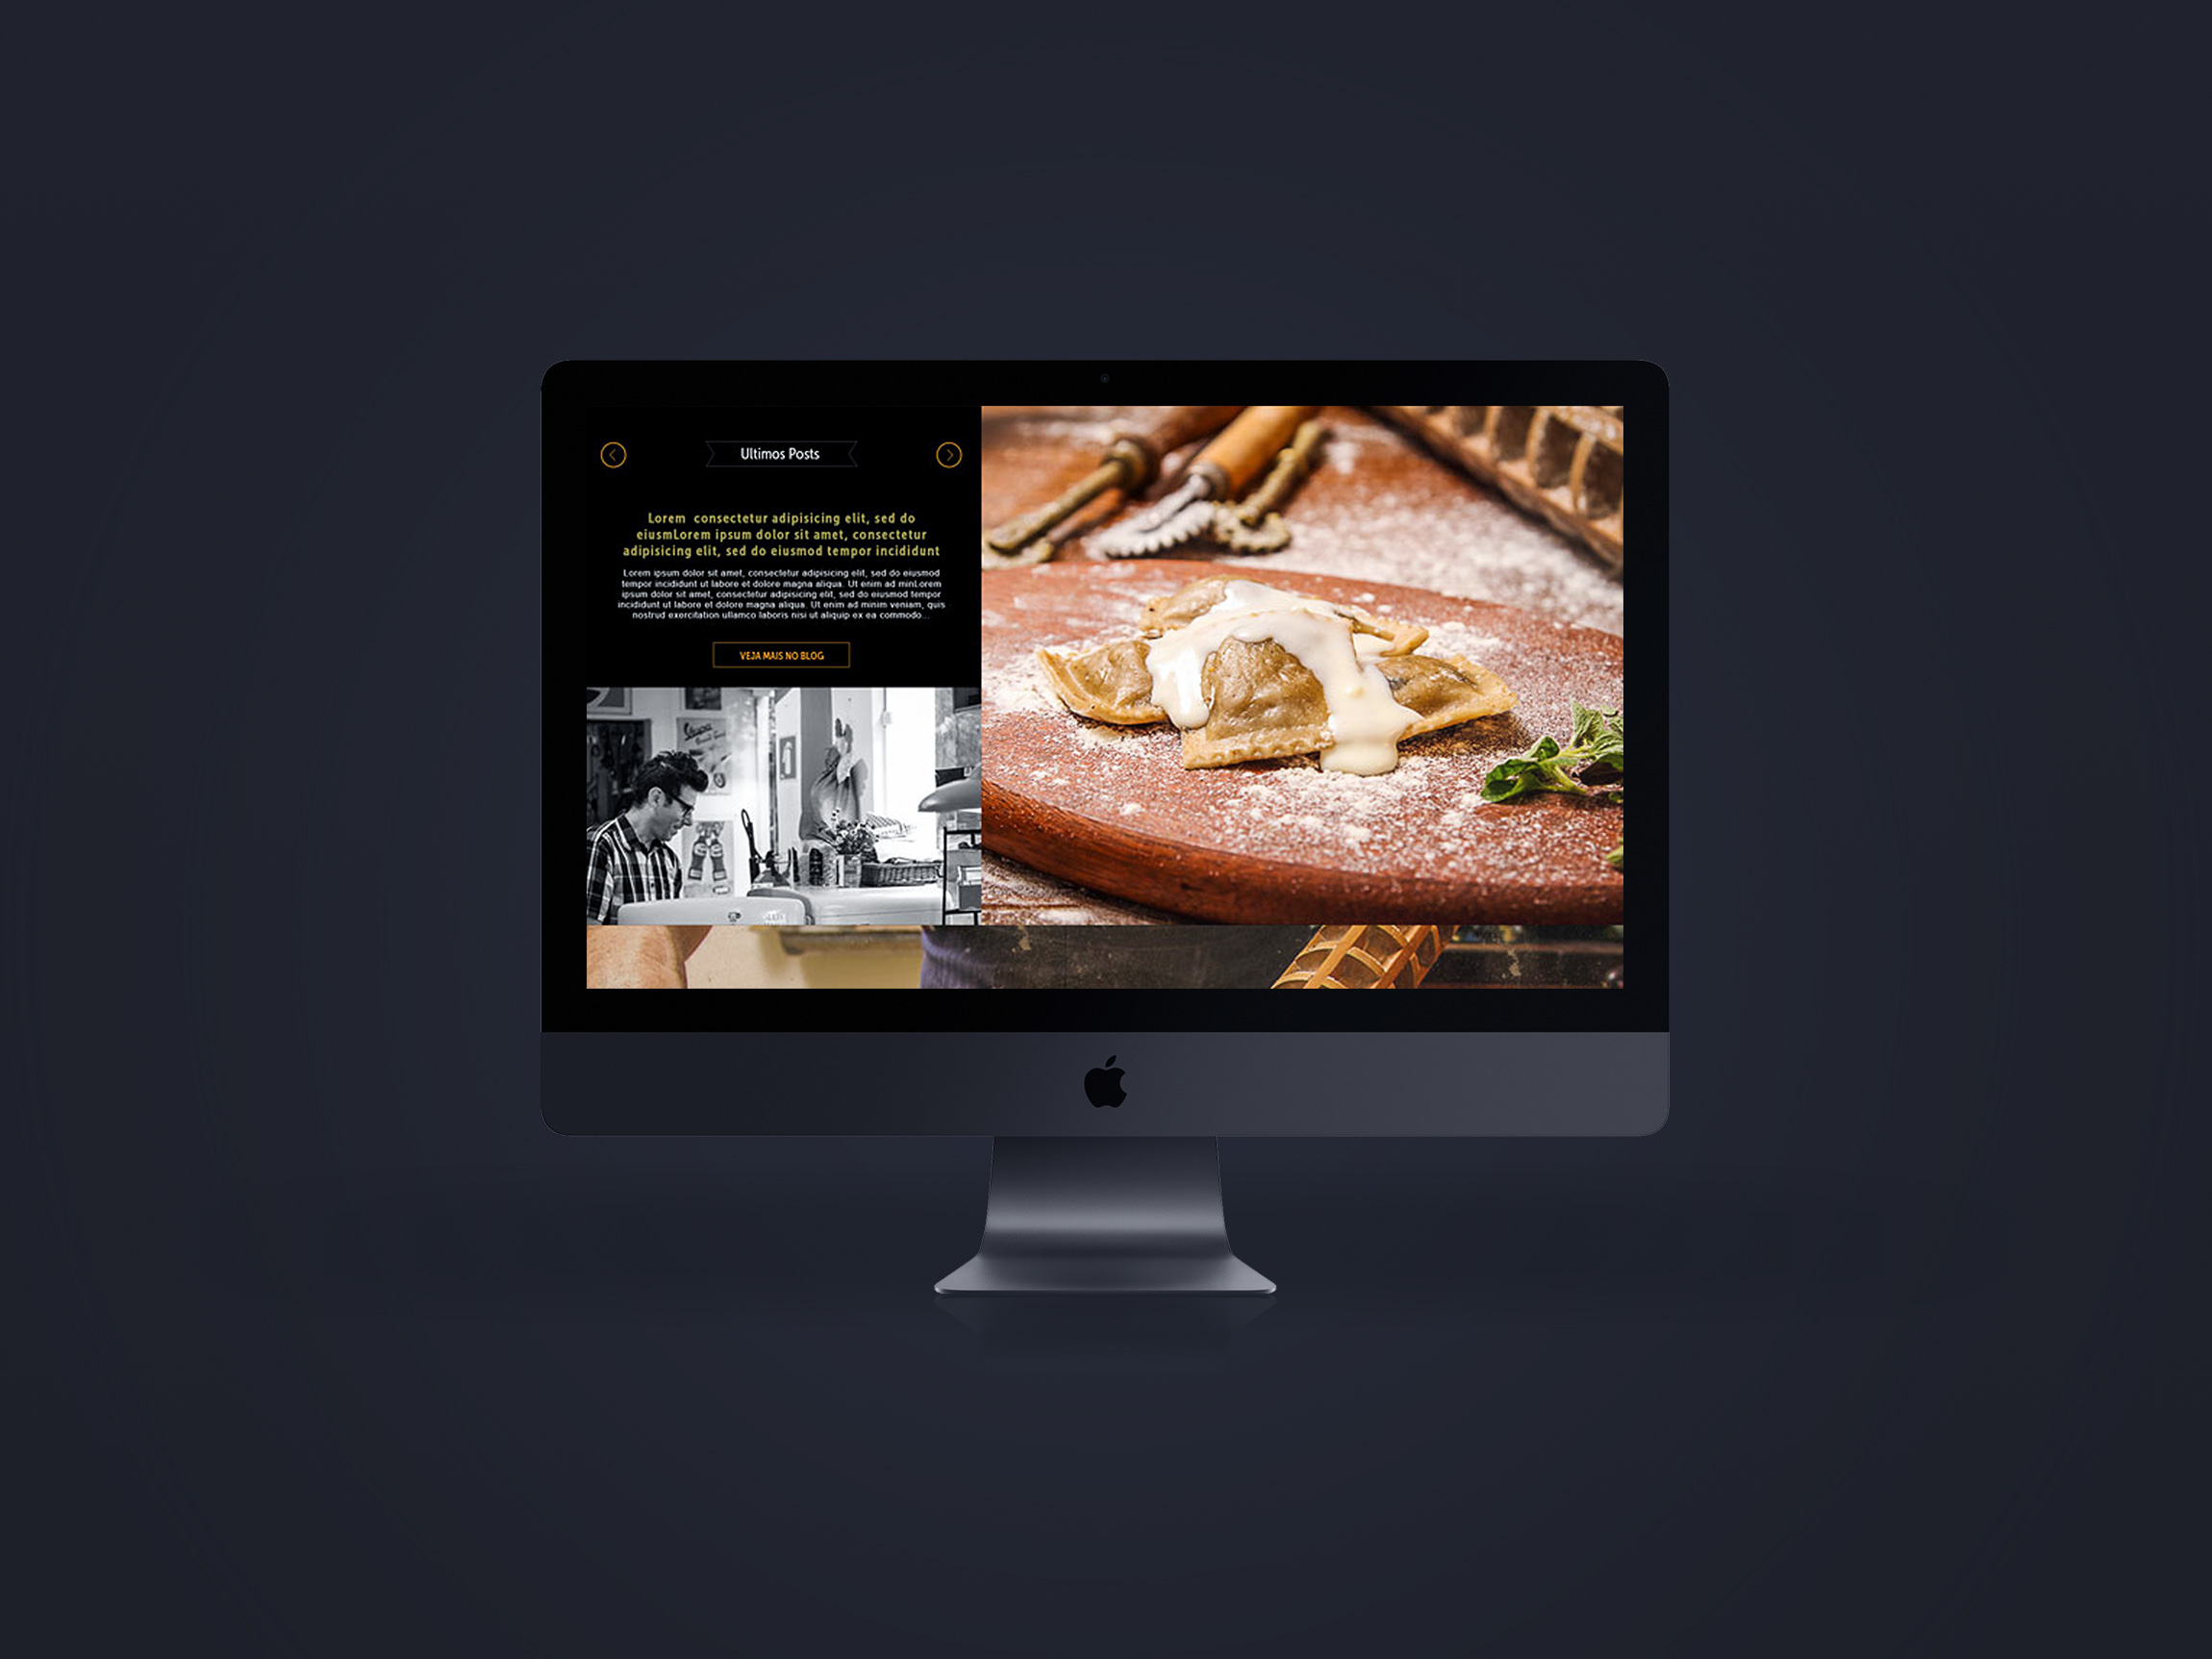 Ultimos Posts
Lorem consectetur adipisicing elit, sed do
eiusmLorem ipsum dolor sit amet, consectetur
adipisicing elit, sed do eiusmod tempor incididunt
Lorem ipsum dolor sit amet, consectetur adipisicing elit, sed do eiusmod
tempor incididunt ut labore et dolore magna aliqua. Ut enim ad minLorem
ipsum dolor sit amet, consectetur adipisicing elit, sed do eiusmod tempor
incididunt ut labore et dolore magna aliqua. Ut enim ad minim veniam, quis
nostrud exercitation ullamco laboris nisi ut aliquip ex ea commodo...
VEJA MAIS NO BLOG